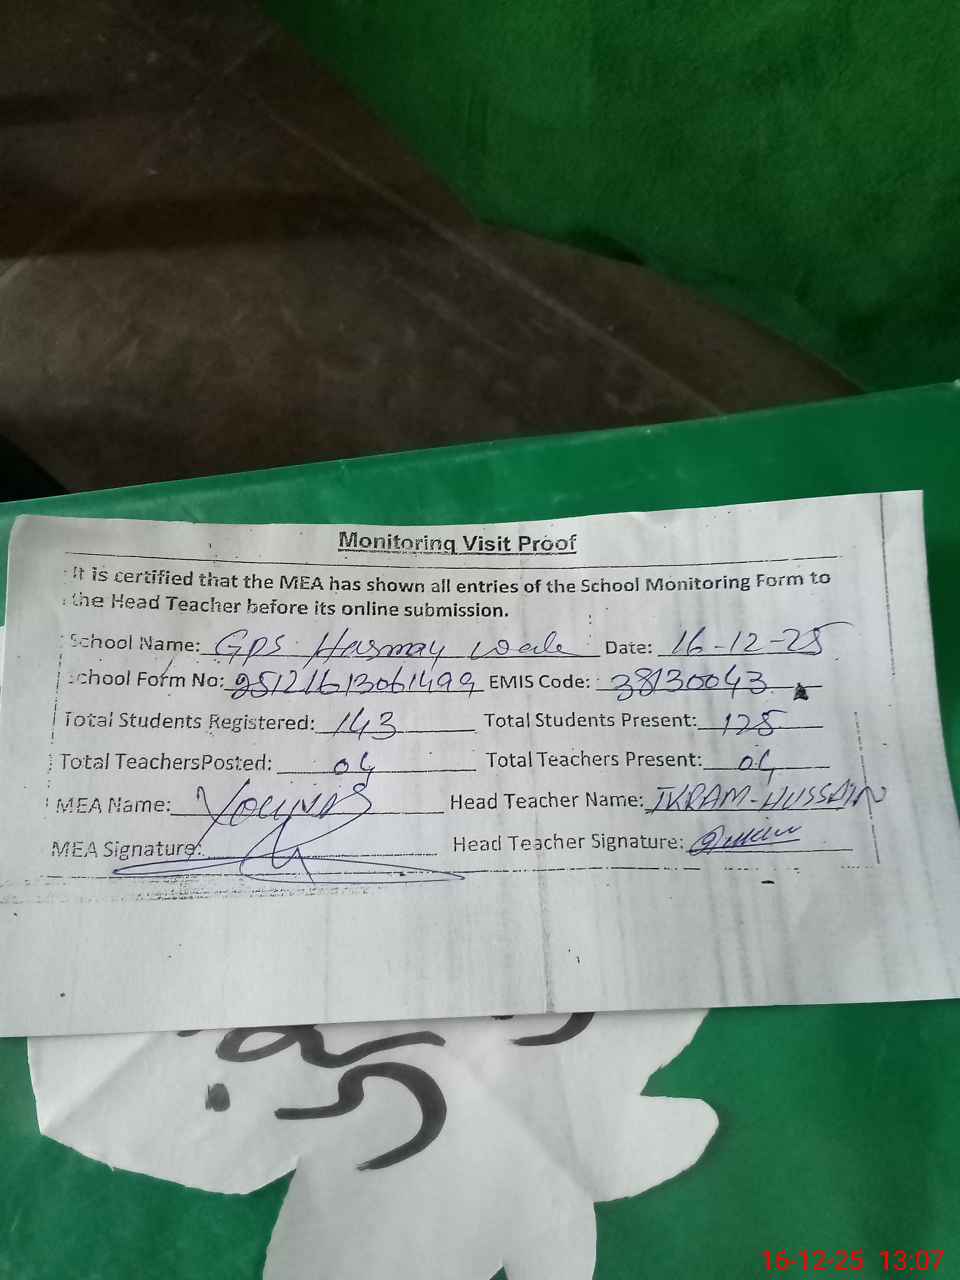 Monitoring Visit Proof
It is certified that the MEA has shown all entries of the School Monitoring Form to
the Head Teacher before its online submission.
School Name: GPS Hasmay Wala Date: 16-12-25
School Form No: 25121613061499 EMIS Code: 38130043
Total Students Registered: 143 Total Students Present: 125
Total TeachersPosted: 04 Total Teachers Present: 04
MEA Name: Younas Head Teacher Name: IKRAM-HUSSAIN
MEA Signature: Head Teacher Signature:
16-12-25 13:07